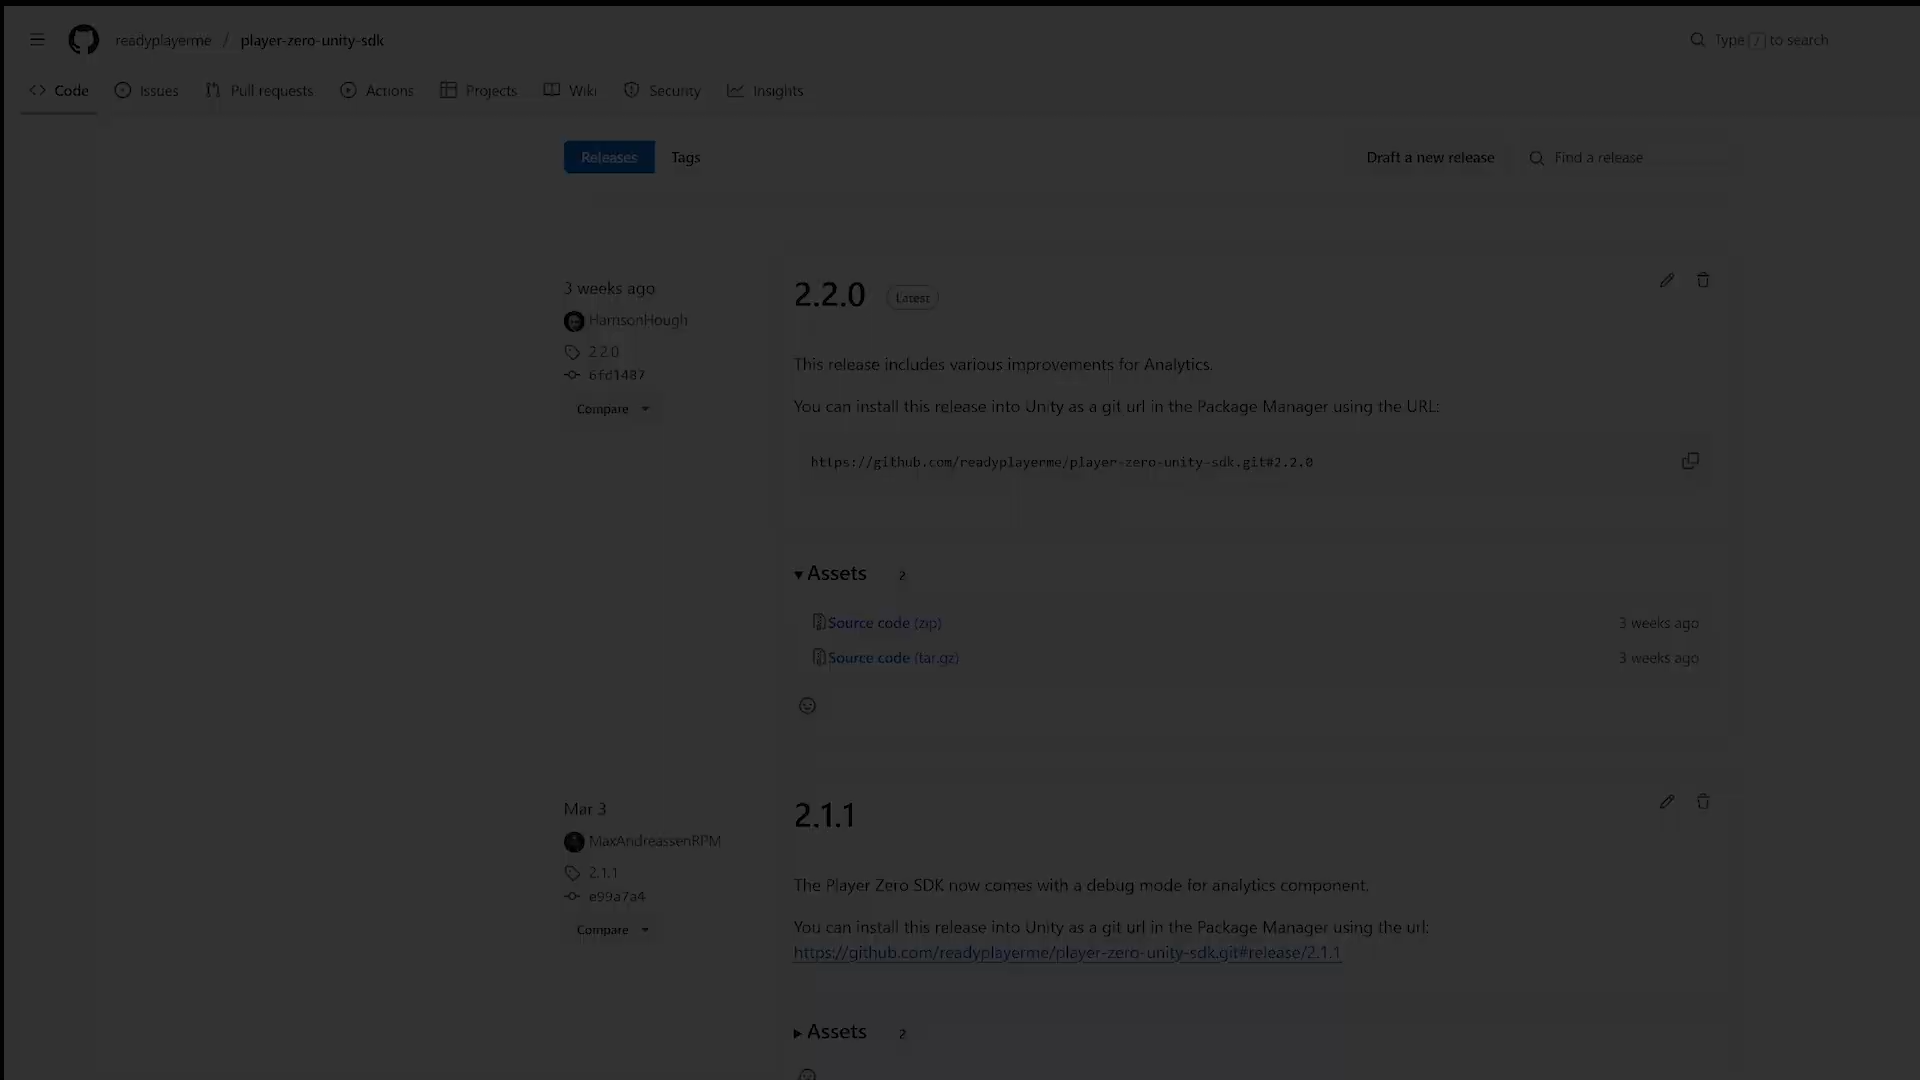 readyplayerme / player-zero-unity-sdk
Type / to search
Code Issues Pull requests Actions Projects Wiki Security Insights
Releases Tags
Draft a new release
Find a release
3 weeks ago
HarrisonHough
2.2.0
6fd1487
Compare
2.2.0 Latest
This release includes various improvements for Analytics.
You can install this release into Unity as a git url in the Package Manager using the URL:
https://github.com/readyplayerme/player-zero-unity-sdk.git#2.2.0
Assets 2
Source code (zip) 3 weeks ago
Source code (tar.gz) 3 weeks ago
Mar 3
MaxAndreassenRPM
2.1.1
e99a7a4
Compare
2.1.1
The Player Zero SDK now comes with a debug mode for analytics component.
You can install this release into Unity as a git url in the Package Manager using the url:
https://github.com/readyplayerme/player-zero-unity-sdk.git#release/2.1.1
Assets 2